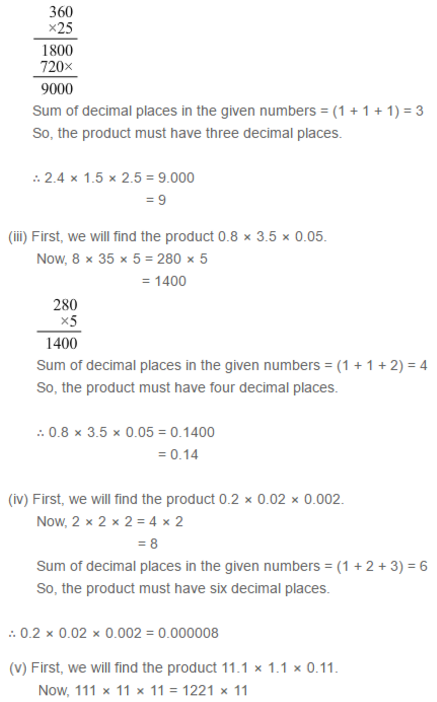 360
×25
1800
720×
9000
Sum of decimal places in the given numbers = (1 + 1 + 1) = 3
So, the product must have three decimal places.
∴ 2.4 × 1.5 × 2.5 = 9.000
= 9
(iii) First, we will find the product 0.8 × 3.5 × 0.05.
Now, 8 × 35 × 5 = 280 × 5
= 1400
280
×5
1400
Sum of decimal places in the given numbers = (1 + 1 + 2) = 4
So, the product must have four decimal places.
∴ 0.8 × 3.5 × 0.05 = 0.1400
= 0.14
(iv) First, we will find the product 0.2 × 0.02 × 0.002.
Now, 2 × 2 × 2 = 4 × 2
= 8
Sum of decimal places in the given numbers = (1 + 2 + 3) = 6
So, the product must have six decimal places.
∴ 0.2 × 0.02 × 0.002 = 0.000008
(v) First, we will find the product 11.1 × 1.1 × 0.11.
Now, 111 × 11 × 11 = 1221 × 11